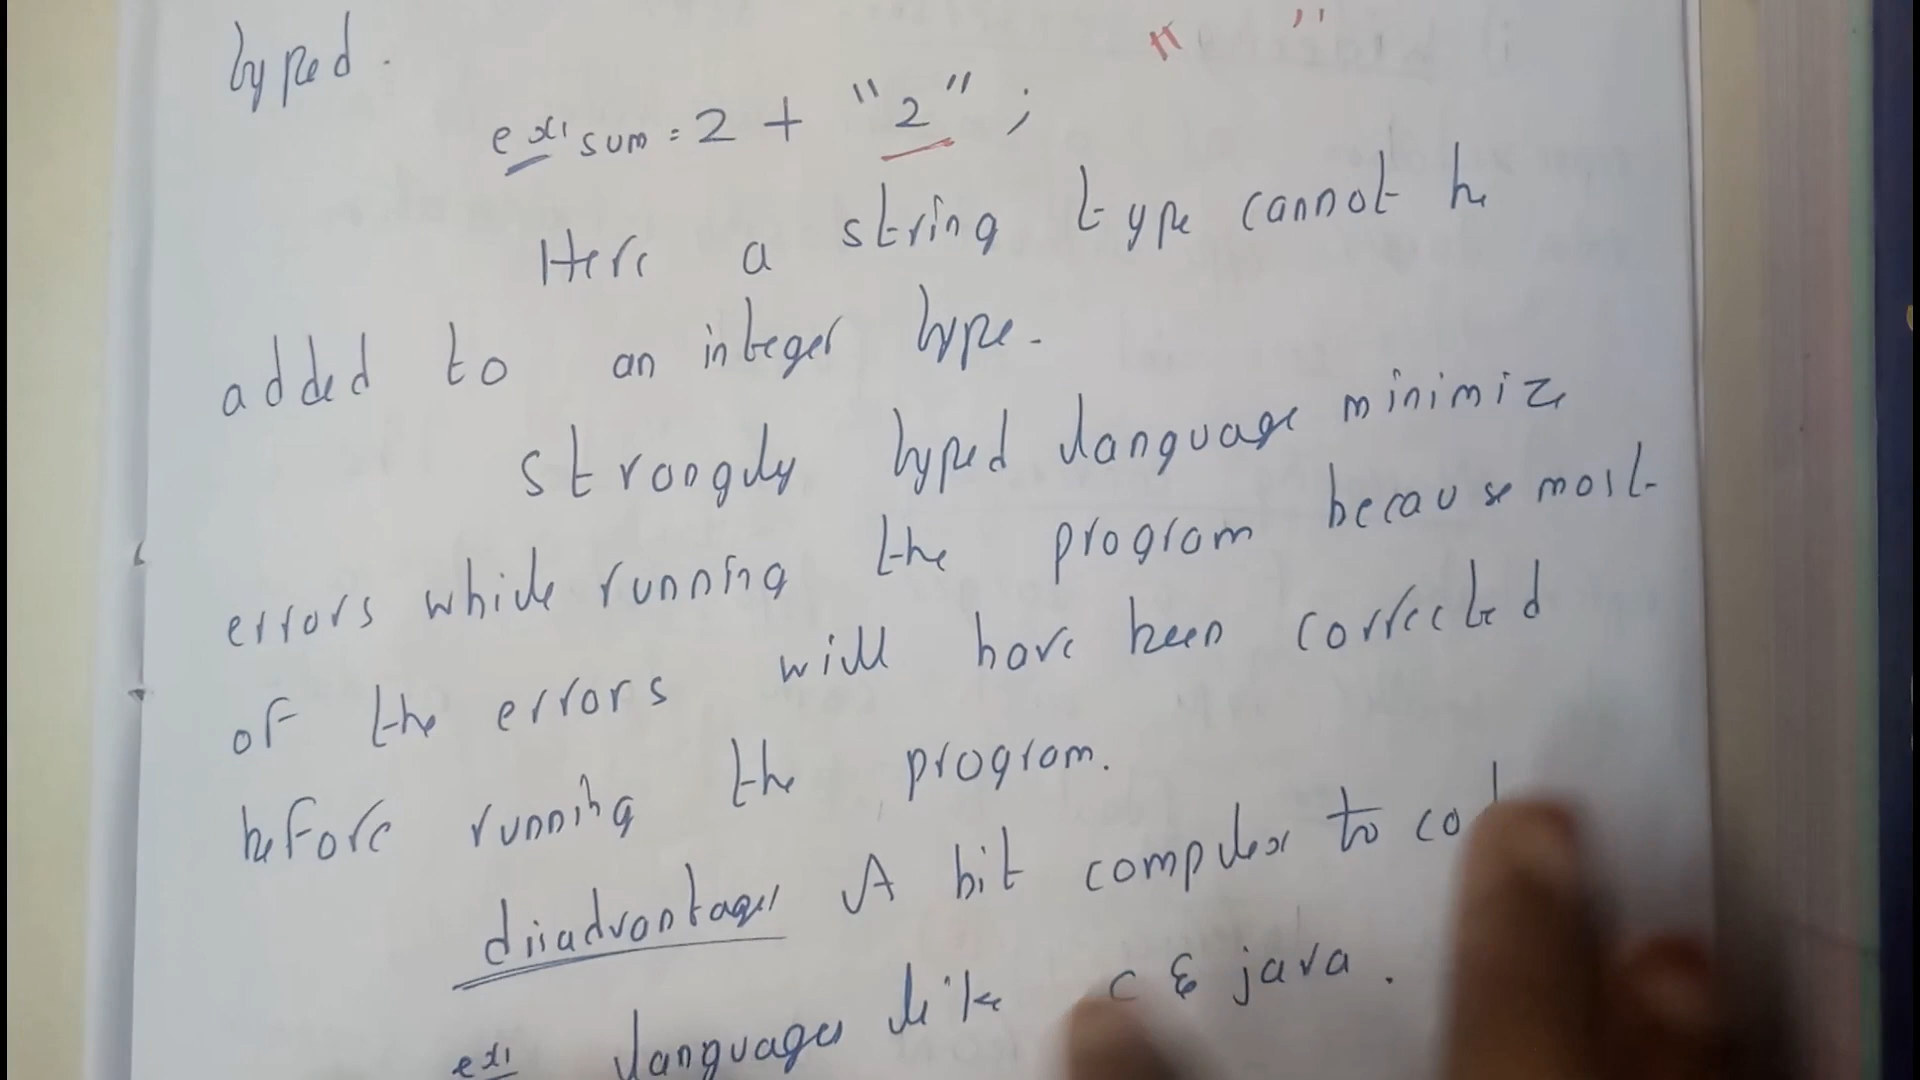 " "
typed.
ex: sum = 2 + "2" ;
Here a string type cannot be
added to an integer type.
strongly typed language minimize
errors while running the program because most
of the errors will have been corrected
before running the program.
disadvantages A bit complex to
ex: languages like C & java.